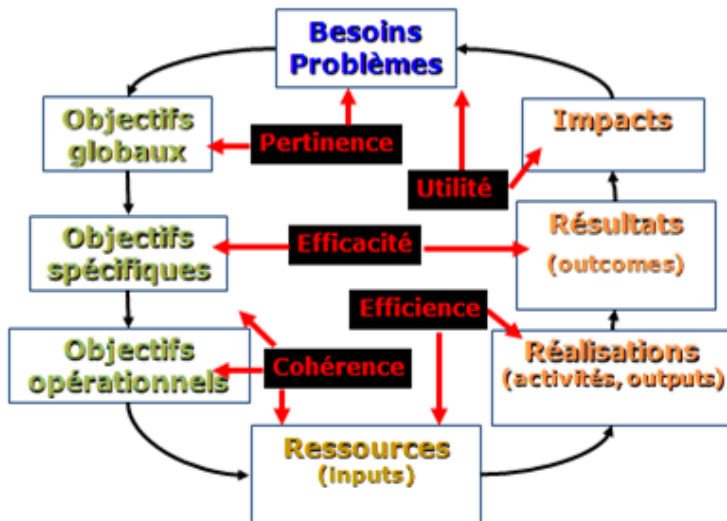 Besoins
Problèmes
Objectifs
globaux
Pertinence
Impacts
Utilité
Objectifs
spécifiques
Efficacité
Résultats
(outcomes)
Efficience
Objectifs
opérationnels
Cohérence
Réalisations
(activités, outputs)
Ressources
(inputs)